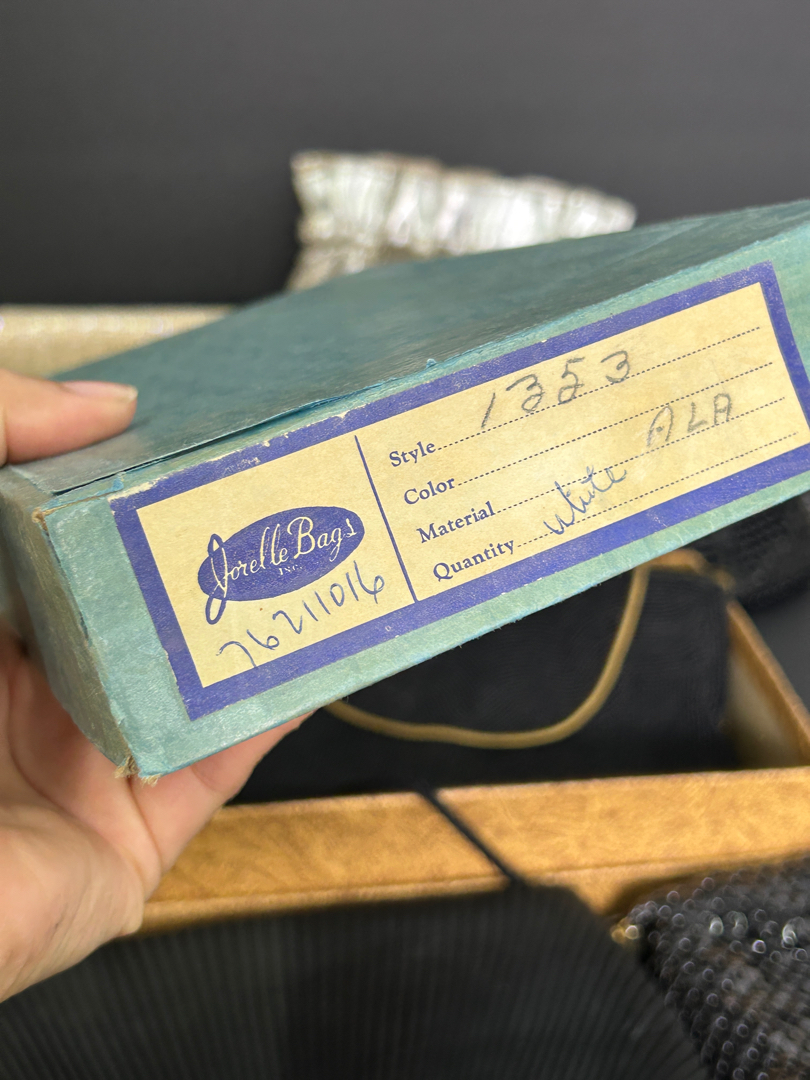 Jorelle Bags
INC.
76211016
Style 1353
Color
Material ALA
Quantity white